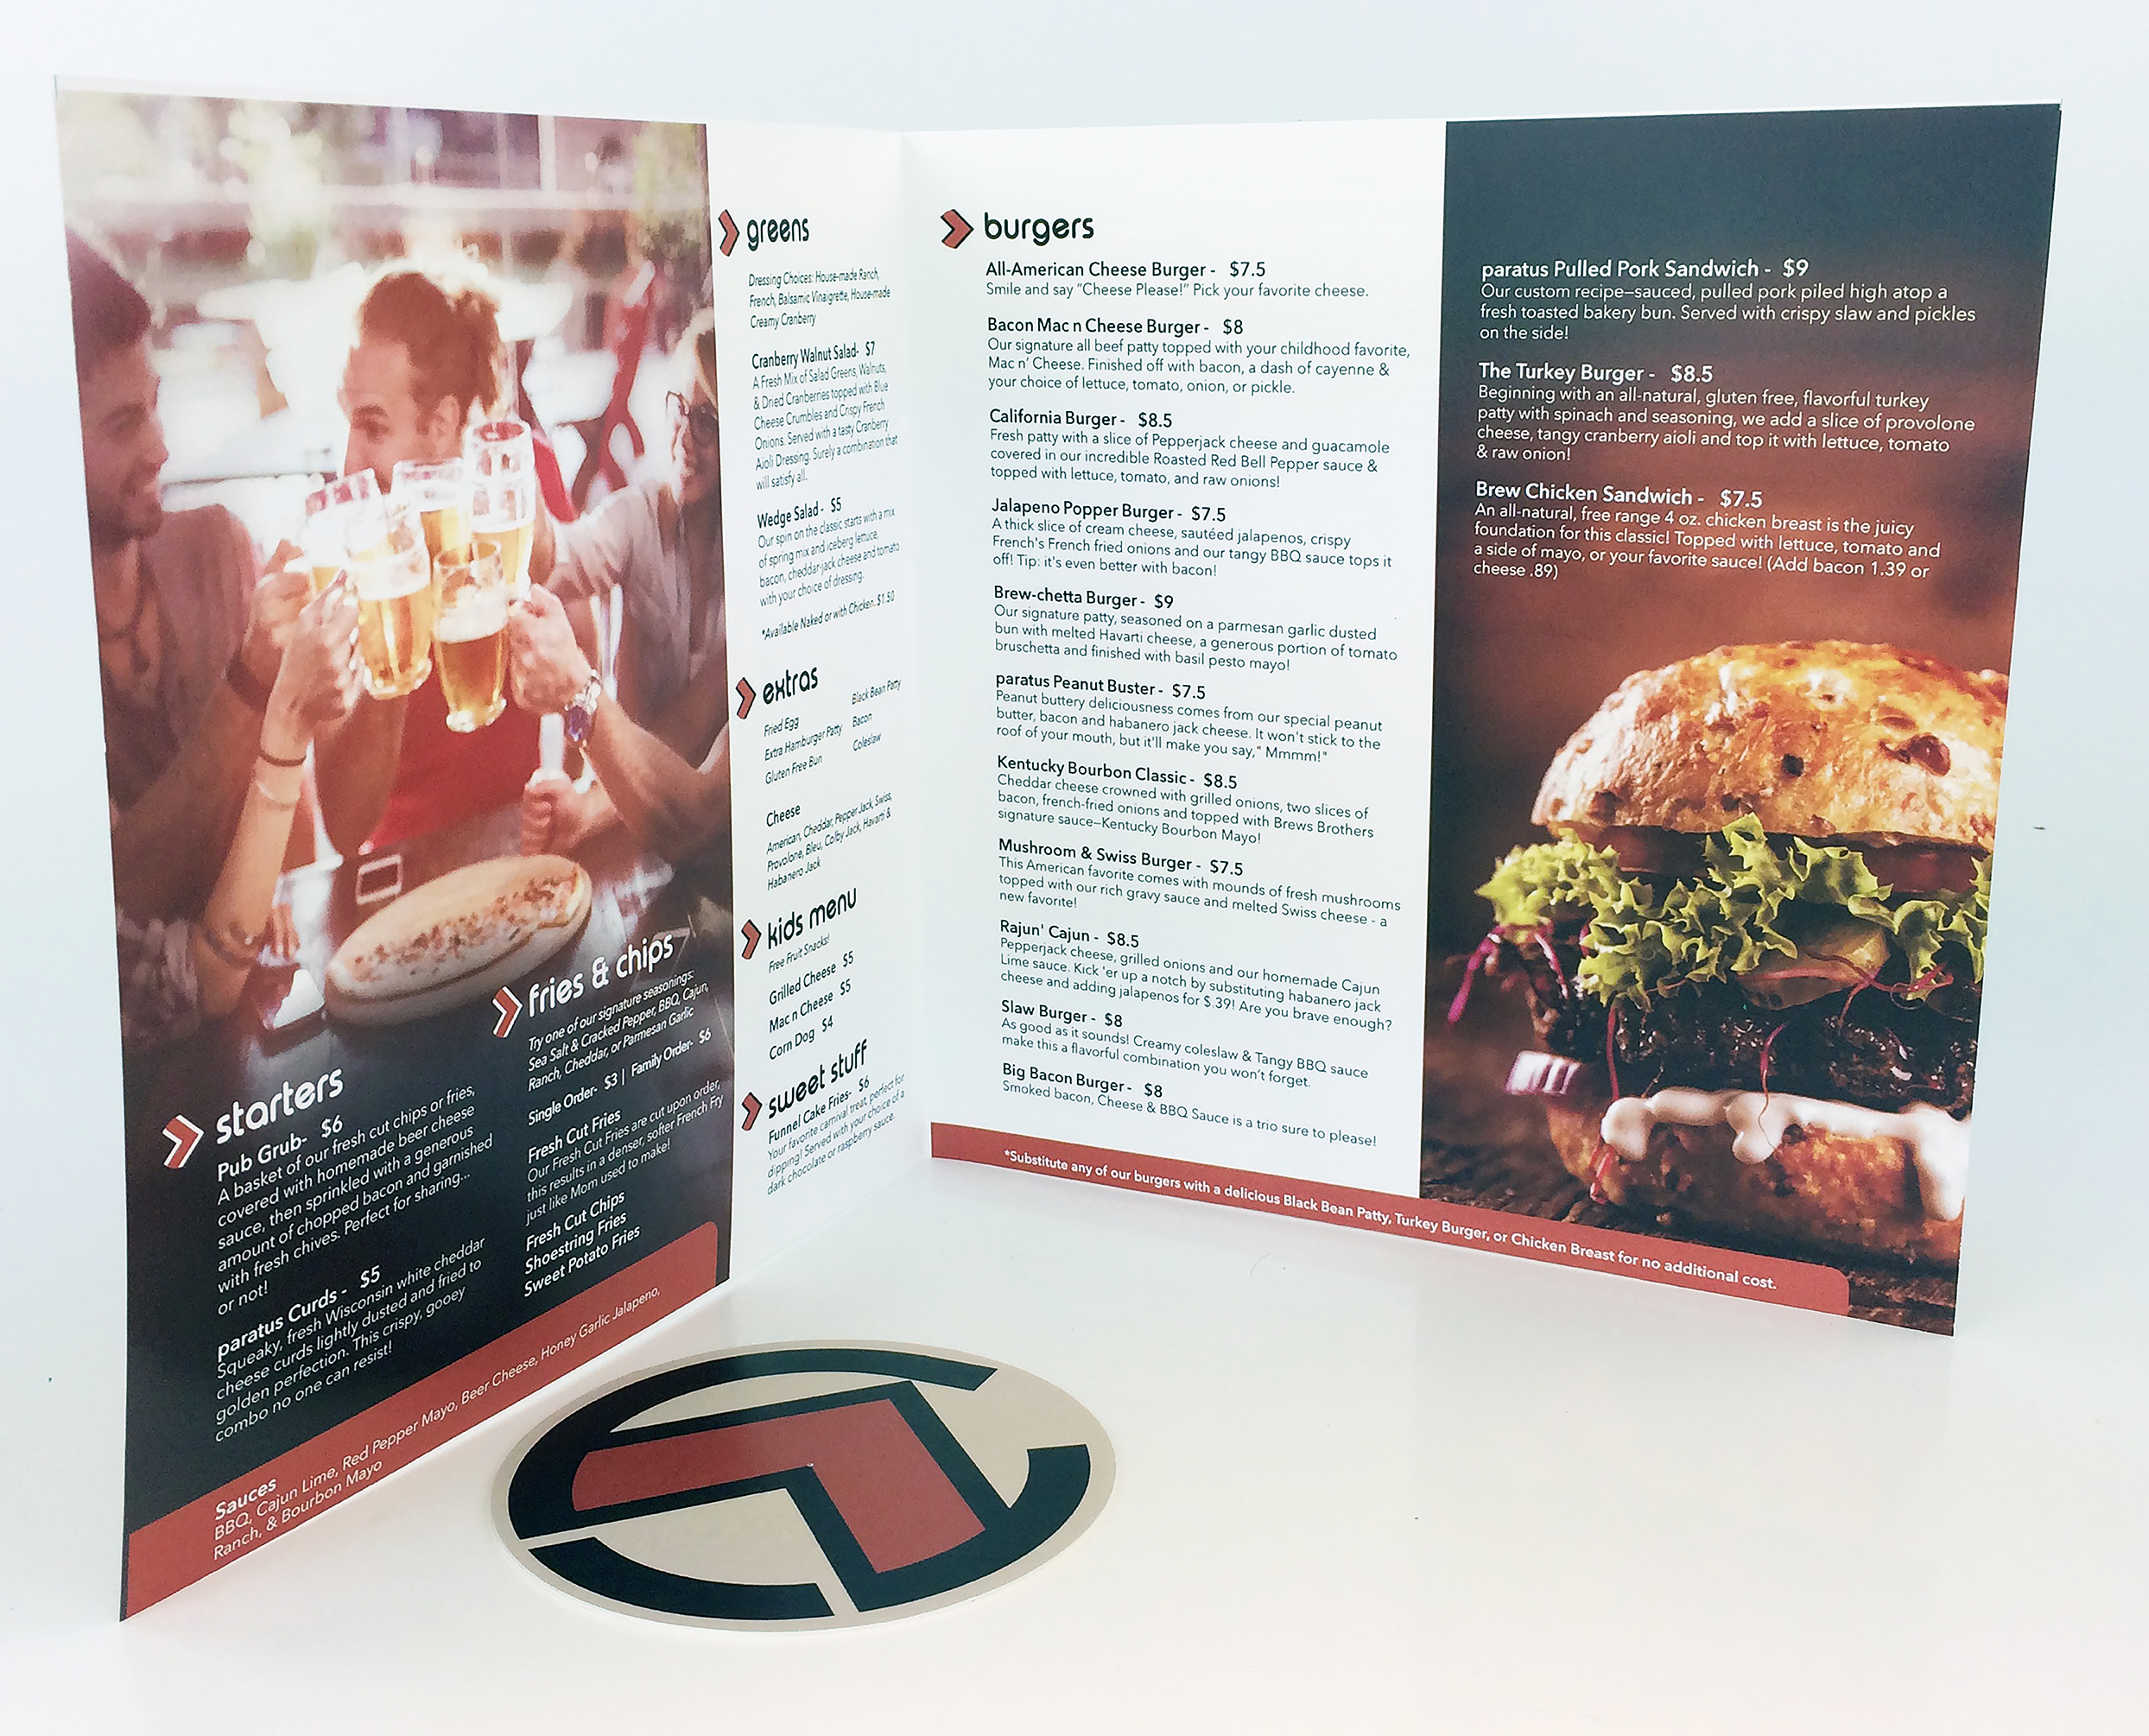 starters
Pub Grub- $6
A basket of our fresh cut chips or fries,
covered with homemade beer cheese
sauce, then sprinkled with a generous
amount of chopped bacon and garnished
with fresh chives. Perfect for sharing...
or not!
paratus Curds - $5
Squeaky, fresh Wisconsin white cheddar
cheese curds lightly dusted and fried to
golden perfection. This crispy, gooey
combo no one can resist!
fries & chips
Try one of our signature seasonings:
Sea Salt & Cracked Pepper, BBQ, Cajun,
Ranch, Cheddar, or Parmesan Garlic
Single Order- $3 | Family Order- $6
Fresh Cut Fries
Our Fresh Cut Fries are cut upon order,
this results in a denser, softer French Fry
just like Mom used to make!
Fresh Cut Chips
Shoestring Fries
Sweet Potato Fries
Sauces
BBQ, Cajun Lime, Red Pepper Mayo, Beer Cheese, Honey Garlic Jalapeno,
Ranch, & Bourbon Mayo
greens
Dressing Choices: House-made Ranch,
French, Balsamic Vinaigrette, House-made
Creamy Cranberry
Cranberry Walnut Salad- $7
A Fresh Mix of Salad Greens, Walnuts,
& Dried Cranberries topped with Blue
Cheese Crumbles and Crispy French
Onions. Served with a tasty Cranberry
Aioli Dressing. Surely a combination that
will satisfy all.
Wedge Salad - $5
Our spin on the classic starts with a mix
of spring mix and iceberg lettuce,
bacon, cheddar-jack cheese and tomato
with your choice of dressing.
*Available Naked or with Chicken..$1.50
extras
Fried Egg
Extra Hamburger Patty
Gluten Free Bun
Black Bean Patty
Bacon
Coleslaw
Cheese
American, Cheddar, Pepper Jack, Swiss,
Provolone, Bleu, Colby Jack, Havarti &
Habanero Jack
kids menu
Free Fruit Snacks!
Grilled Cheese $5
Mac n Cheese $5
Corn Dog $4
sweet stuff
Funnel Cake Fries- $6
Your favorite carnival treat, perfect for
dipping! Served with your choice of a
dark chocolate or raspberry sauce.
burgers
All-American Cheese Burger - $7.5
Smile and say "Cheese Please!" Pick your favorite cheese.
Bacon Mac n Cheese Burger - $8
Our signature all beef patty topped with your childhood favorite,
Mac n' Cheese. Finished off with bacon, a dash of cayenne &
your choice of lettuce, tomato, onion, or pickle.
California Burger - $8.5
Fresh patty with a slice of Pepperjack cheese and guacamole
covered in our incredible Roasted Red Bell Pepper sauce &
topped with lettuce, tomato, and raw onions!
Jalapeno Popper Burger - $7.5
A thick slice of cream cheese, sautéed jalapenos, crispy
French's French fried onions and our tangy BBQ sauce tops it
off! Tip: it's even better with bacon!
Brew-chetta Burger - $9
Our signature patty, seasoned on a parmesan garlic dusted
bun with melted Havarti cheese, a generous portion of tomato
bruschetta and finished with basil pesto mayo!
paratus Peanut Buster - $7.5
Peanut buttery deliciousness comes from our special peanut
butter, bacon and habanero jack cheese. It won't stick to the
roof of your mouth, but it'll make you say," Mmmm!"
Kentucky Bourbon Classic - $8.5
Cheddar cheese crowned with grilled onions, two slices of
bacon, french-fried onions and topped with Brews Brothers
signature sauce—Kentucky Bourbon Mayo!
Mushroom & Swiss Burger - $7.5
This American favorite comes with mounds of fresh mushrooms
topped with our rich gravy sauce and melted Swiss cheese - a
new favorite!
Rajun' Cajun - $8.5
Pepperjack cheese, grilled onions and our homemade Cajun
Lime sauce. Kick 'er up a notch by substituting habanero jack
cheese and adding jalapenos for $.39! Are you brave enough?
Slaw Burger - $8
As good as it sounds! Creamy coleslaw & Tangy BBQ sauce
make this a flavorful combination you won't forget.
Big Bacon Burger - $8
Smoked bacon, Cheese & BBQ Sauce is a trio sure to please!
paratus Pulled Pork Sandwich - $9
Our custom recipe—sauced, pulled pork piled high atop a
fresh toasted bakery bun. Served with crispy slaw and pickles
on the side!
The Turkey Burger - $8.5
Beginning with an all-natural, gluten free, flavorful turkey
patty with spinach and seasoning, we add a slice of provolone
cheese, tangy cranberry aioli and top it with lettuce, tomato
& raw onion!
Brew Chicken Sandwich - $7.5
An all-natural, free range 4 oz. chicken breast is the juicy
foundation for this classic! Topped with lettuce, tomato and
a side of mayo, or your favorite sauce! (Add bacon 1.39 or
cheese .89)
*Substitute any of our burgers with a delicious Black Bean Patty, Turkey Burger, or Chicken Breast for no additional cost.